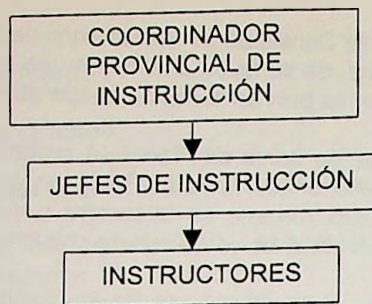 COORDINADOR
PROVINCIAL DE
INSTRUCCIÓN
JEFES DE INSTRUCCIÓN
INSTRUCTORES